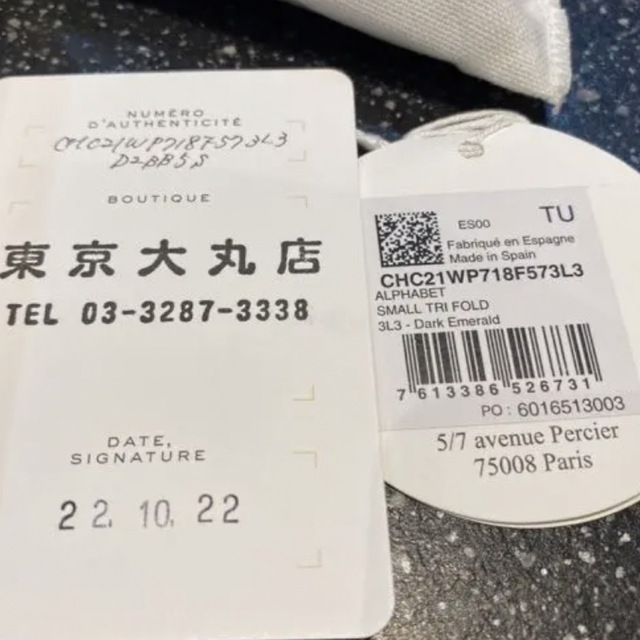 NUMÉRO
D'AUTHENTICITÉ
CHC21WP718F573L3
D2BB5S
BOUTIQUE
東京大丸店
TEL 03-3287-3338
DATE,
SIGNATURE
22.10.22
ES00
TU
Fabriqué en Espagne
Made in Spain
CHC21WP718F573L3
ALPHABET
SMALL TRI FOLD
3L3 - Dark Emerald
7 613386 526731
PO : 6016513003
5/7 avenue Percier
75008 Paris